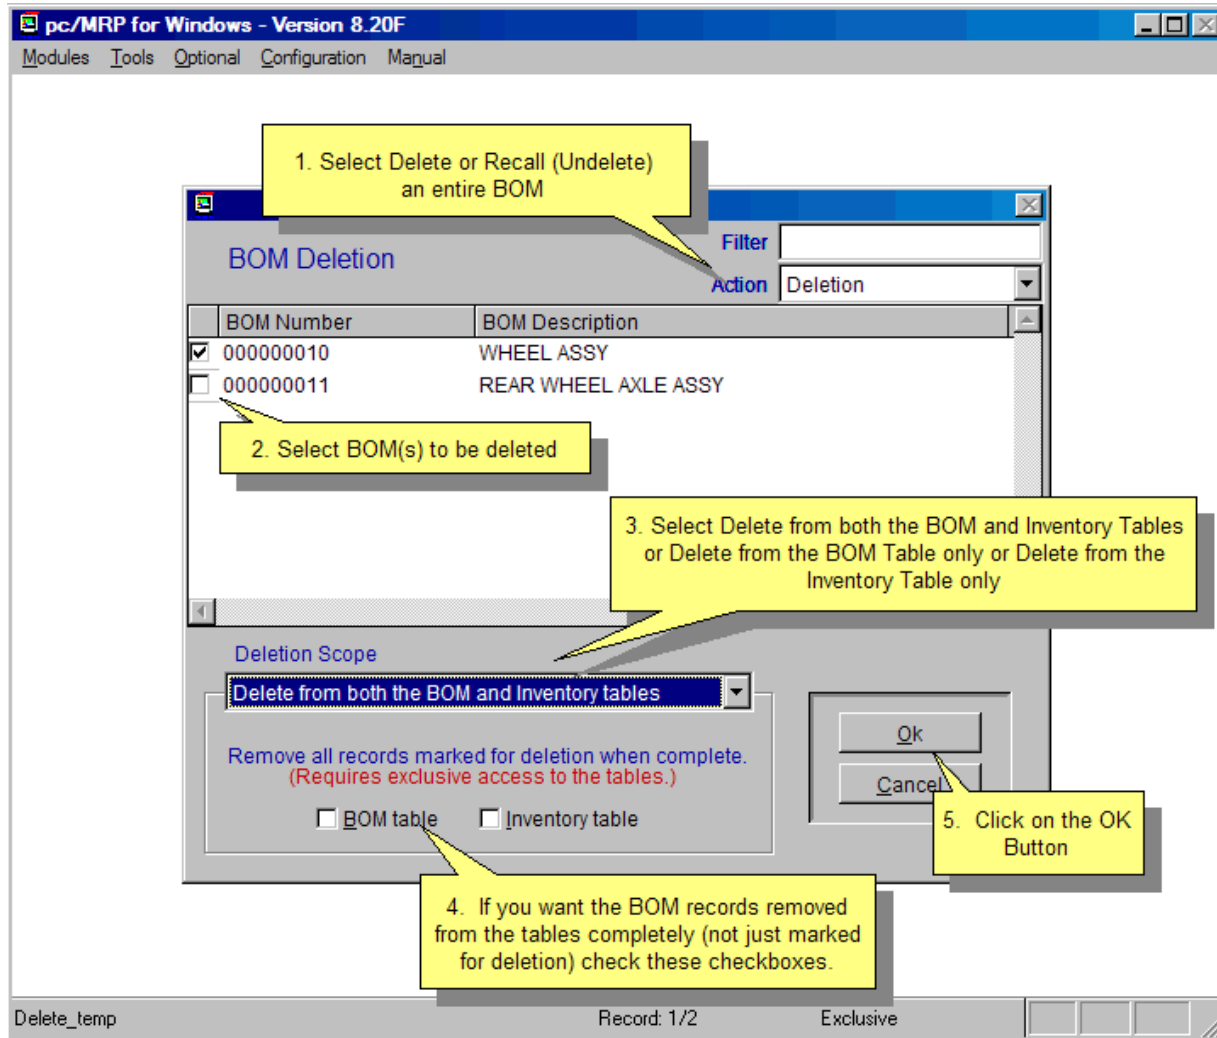 pc/MRP for Windows - Version 8.20F
Modules Tools Optional Configuration Manual
1. Select Delete or Recall (Undelete)
an entire BOM
BOM Deletion
Filter
Action Deletion
BOM Number BOM Description
000000010 WHEEL ASSY
000000011 REAR WHEEL AXLE ASSY
2. Select BOM(s) to be deleted
3. Select Delete from both the BOM and Inventory Tables
or Delete from the BOM Table only or Delete from the
Inventory Table only
Deletion Scope
Delete from both the BOM and Inventory tables
Remove all records marked for deletion when complete.
(Requires exclusive access to the tables.)
BOM table Inventory table
Ok
Cancel
5. Click on the OK
Button
4. If you want the BOM records removed
from the tables completely (not just marked
for deletion) check these checkboxes.
Delete_temp Record: 1/2 Exclusive